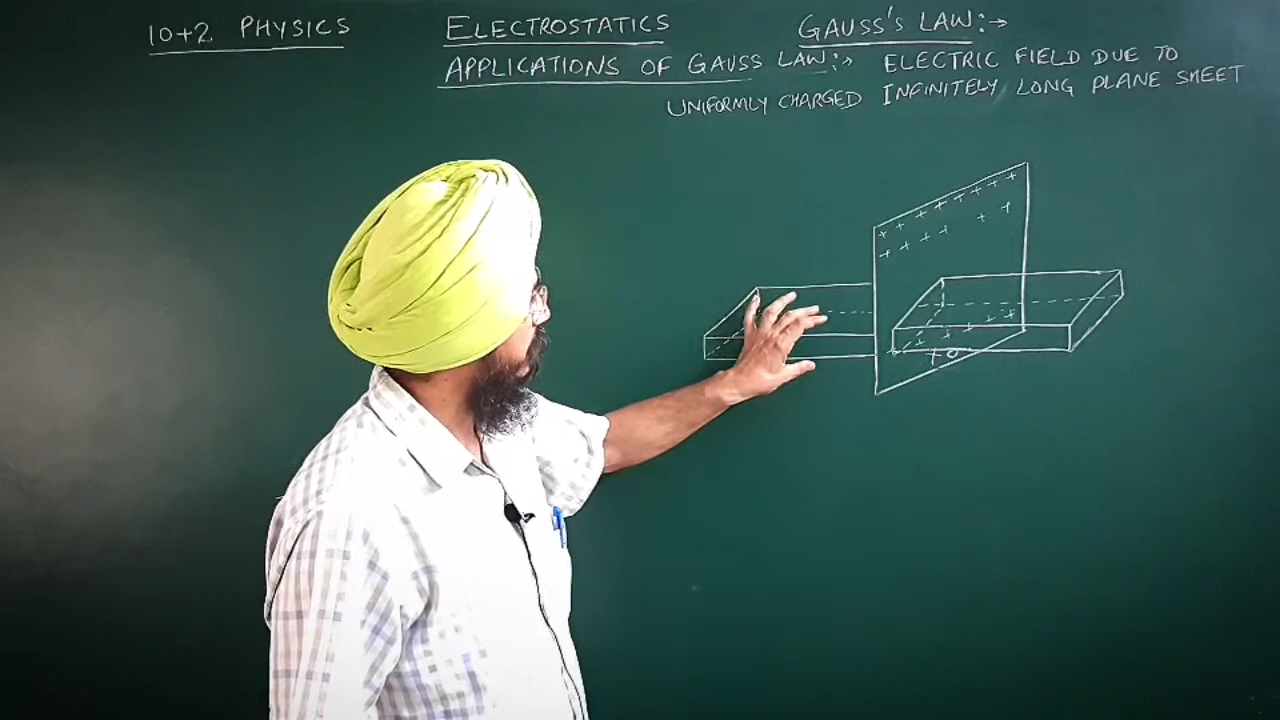 10+2 PHYSICS
ELECTROSTATICS
GAUSS'S LAW:→
APPLICATIONS OF GAUSS LAW:→ ELECTRIC FIELD DUE TO
UNIFORMLY CHARGED INFINITELY LONG PLANE SHEET
+σ